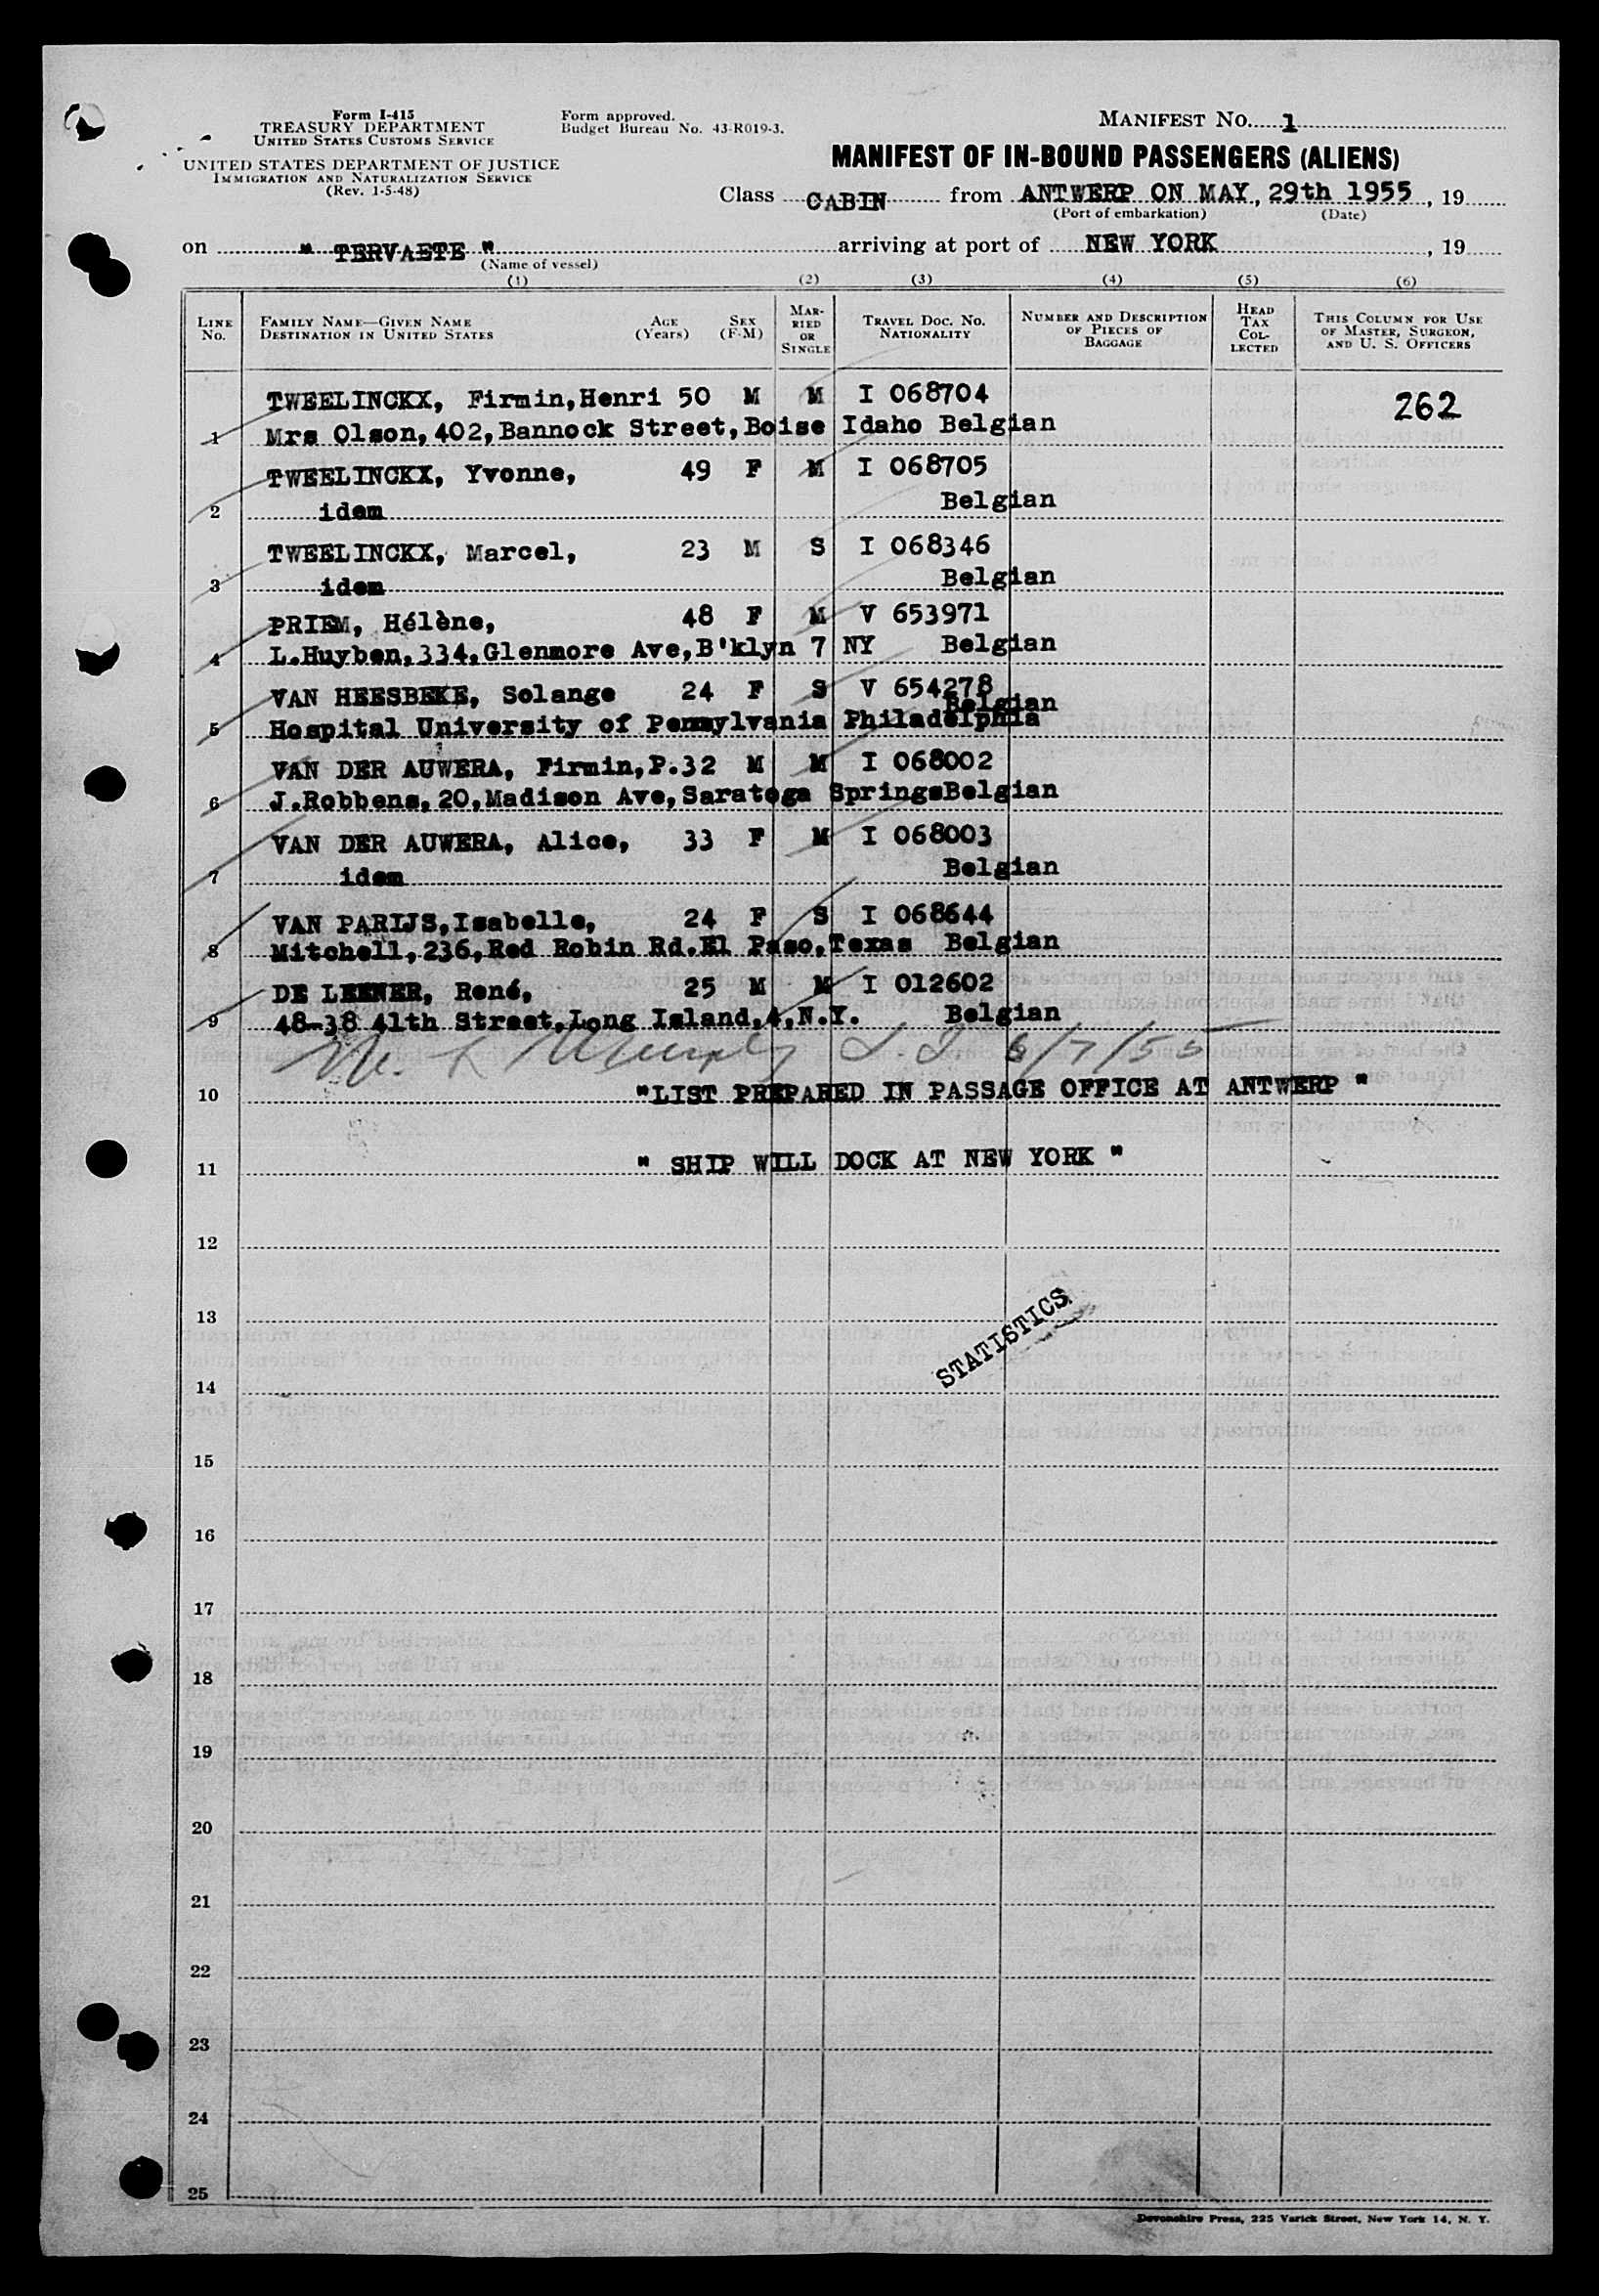 Form I-415
TREASURY DEPARTMENT
UNITED STATES CUSTOMS SERVICE
UNITED STATES DEPARTMENT OF JUSTICE
IMMIGRATION AND NATURALIZATION SERVICE
(Rev. 1-5-48)
Form approved.
Budget Bureau No. 43-R019-3.
MANIFEST NO. 1
MANIFEST OF IN-BOUND PASSENGERS (ALIENS)
Class CABIN from ANTWERP ON MAY, 29th 1955, 19
(Port of embarkation) (Date)
on " TERVAETE " arriving at port of NEW YORK, 19
(Name of vessel)
(1) (2) (3) (4) (5) (6)
LINE No. FAMILY NAME—GIVEN NAME DESTINATION IN UNITED STATES AGE (Years) SEX (F-M) MARRIED OR SINGLE TRAVEL DOC. NO. NATIONALITY NUMBER AND DESCRIPTION OF PIECES OF BAGGAGE HEAD TAX COLLECTED THIS COLUMN FOR USE OF MASTER, SURGEON, AND U. S. OFFICERS
TWEELINCKX, Firmin,Henri 50 M M I 068704 262
1 Mrs Olson,402,Bannock Street,Boise Idaho Belgian
TWEELINCKX, Yvonne, 49 F M I 068705
2 idem Belgian
TWEELINCKX, Marcel, 23 M S I 068346
3 idem Belgian
PRIEM, Hélène, 48 F M V 653971
4 L.Huyben,334,Glenmore Ave,B'klyn 7 NY Belgian
VAN HEESBEKE, Solange 24 F S V 654278
Belgian
5 Hospital University of Pennsylvania Philadelphia
VAN DER AUWERA, Firmin,P.32 M M I 068002
6 J.Robbens,20,Madison Ave,Saratoga SpringsBelgian
VAN DER AUWERA, Alice, 33 F M I 068003
7 idem Belgian
VAN PARIJS,Isabelle, 24 F S I 068644
8 Mitchell,236,Red Robin Rd.El Paso,Texas Belgian
DE LEENER, René, 25 M M I 012602
9 48-38 41th Street,Long Island,4,N.Y. Belgian
6/7/55
10 "LIST PREPARED IN PASSAGE OFFICE AT ANTWERP "
11 " SHIP WILL DOCK AT NEW YORK "
12
13
STATISTICS
14
15
16
17
18
19
20
21
22
23
24
25
Devonshire Press, 225 Varick Street, New York 14, N. Y.